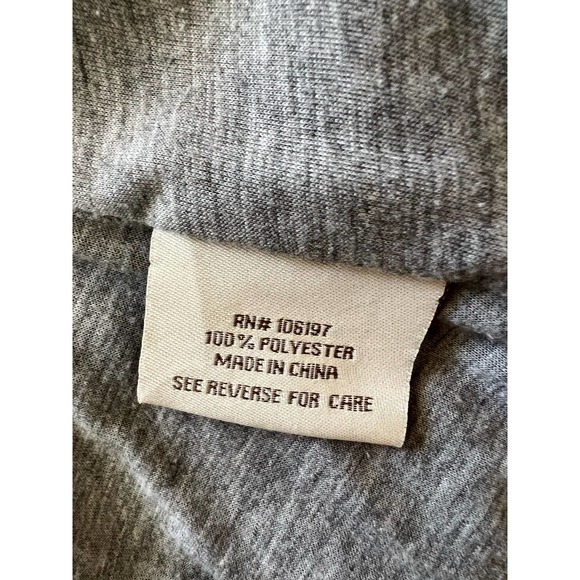 RN# 106197
100% POLYESTER
MADE IN CHINA
SEE REVERSE FOR CARE